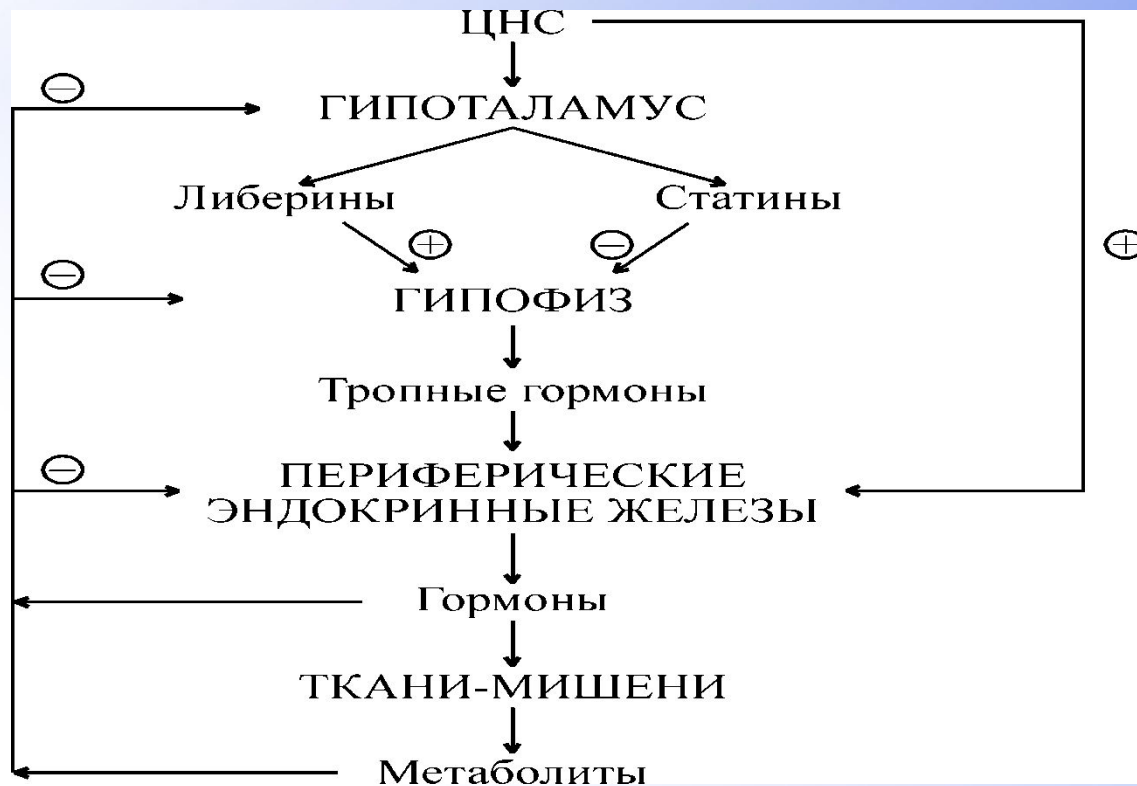 ЦНС
ГИПОТАЛАМУС
Либерины
Статины
ГИПОФИЗ
Тропные гормоны
ПЕРИФЕРИЧЕСКИЕ
ЭНДОКРИННЫЕ ЖЕЛЕЗЫ
Гормоны
ТКАНИ-МИШЕНИ
Метаболиты